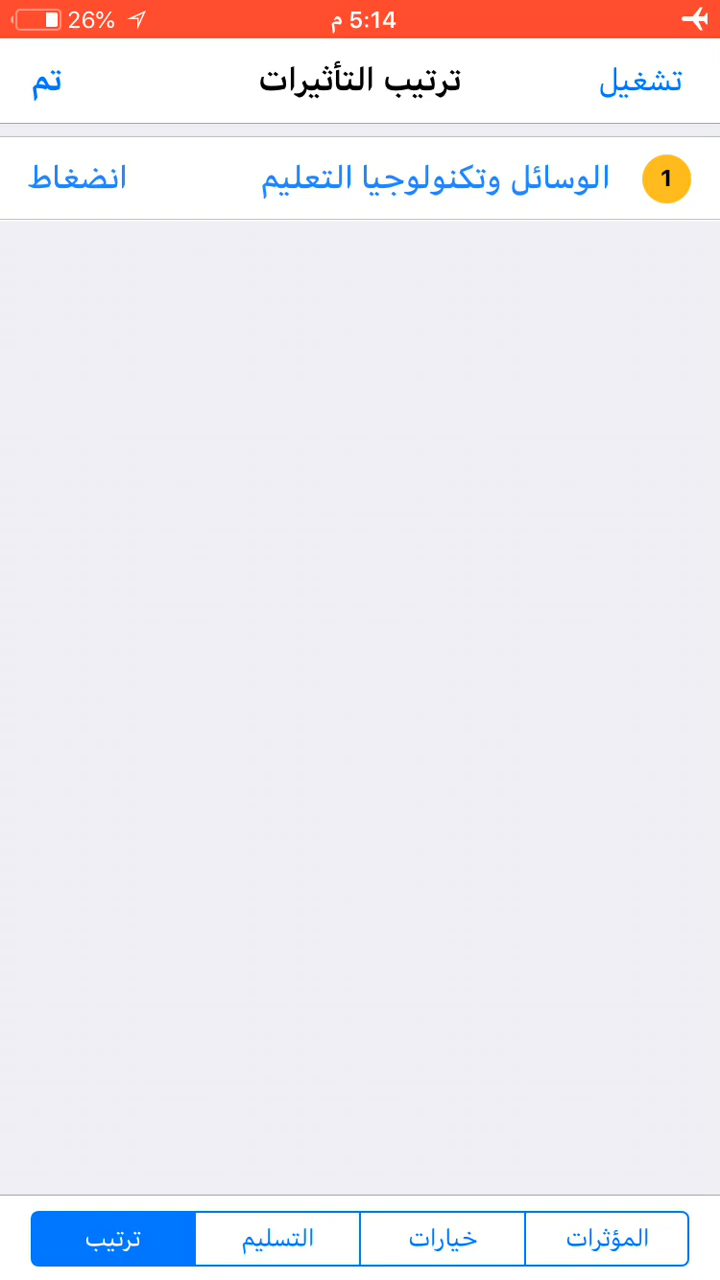 26% 5:14 م
تشغيل ترتيب التأثيرات تم
1 الوسائل وتكنولوجيا التعليم انضغاط
المؤثرات خيارات التسليم ترتيب